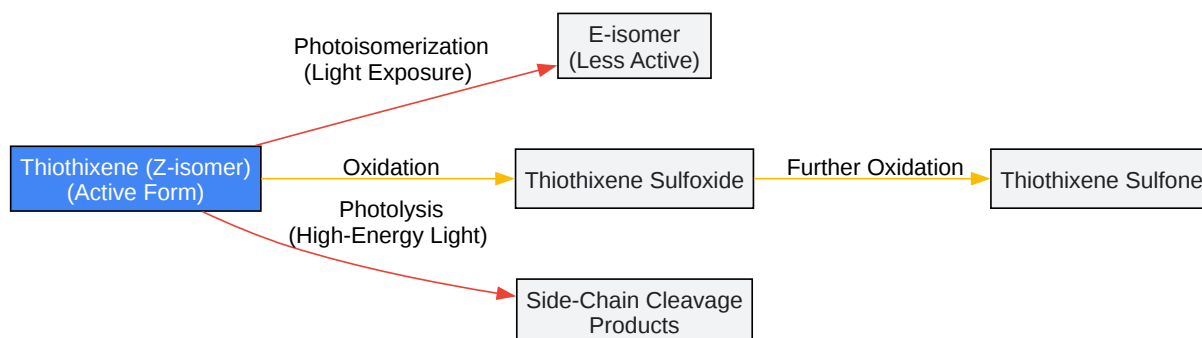 Photoisomerization
(Light Exposure)
E-isomer
(Less Active)
Thiothixene (Z-isomer)
(Active Form)
Oxidation
Thiothixene Sulfoxide
Further Oxidation
Thiothixene Sulfone
Photolysis
(High-Energy Light)
Side-Chain Cleavage
Products